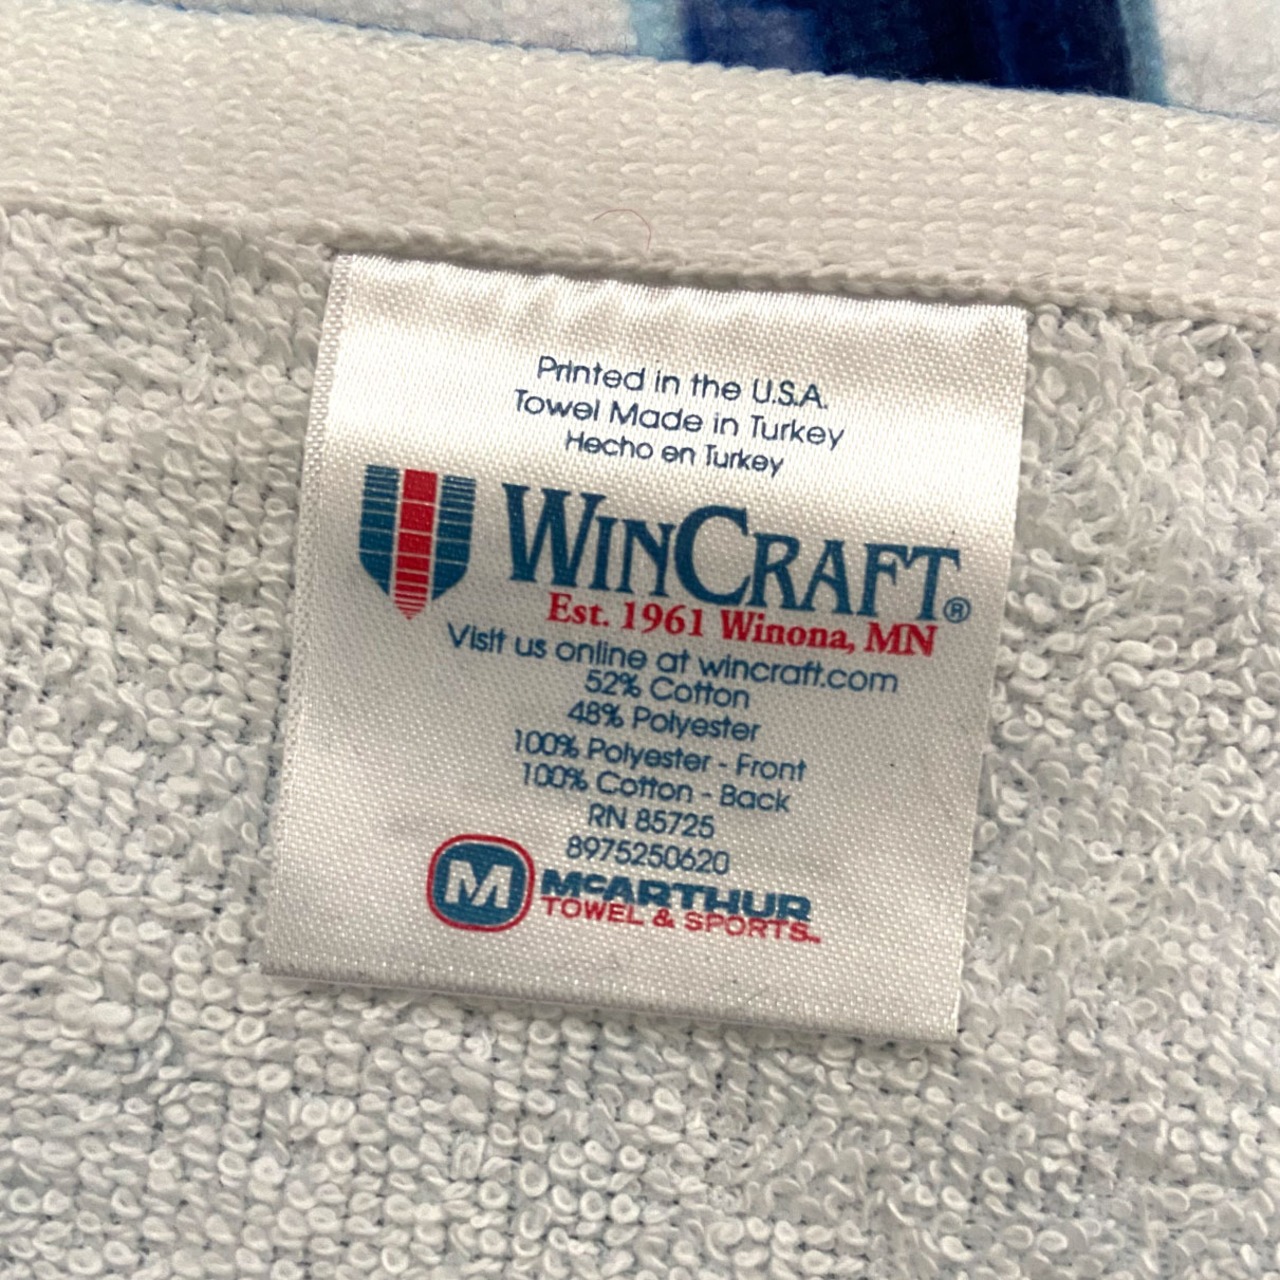 Printed in the U.S.A.
Towel Made in Turkey
Hecho en Turkey
WINCRAFT®
Est. 1961 Winona, MN
Visit us online at wincraft.com
52% Cotton
48% Polyester
100% Polyester - Front
100% Cotton - Back
RN 85725
8975250620
M McARTHUR
TOWEL & SPORTS™